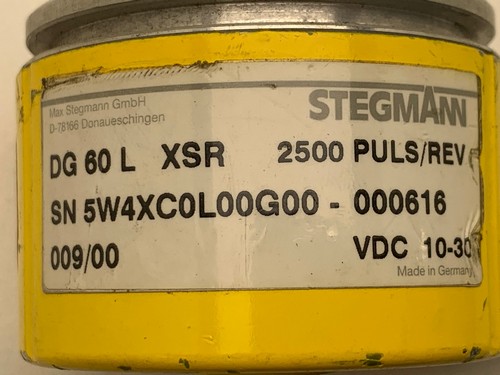 Max Stegmann GmbH
D-78166 Donaueschingen
STEGMANN
DG 60 L XSR 2500 PULS/REV
SN 5W4XC0L00G00 - 000616
009/00 VDC 10-30
Made in Germany